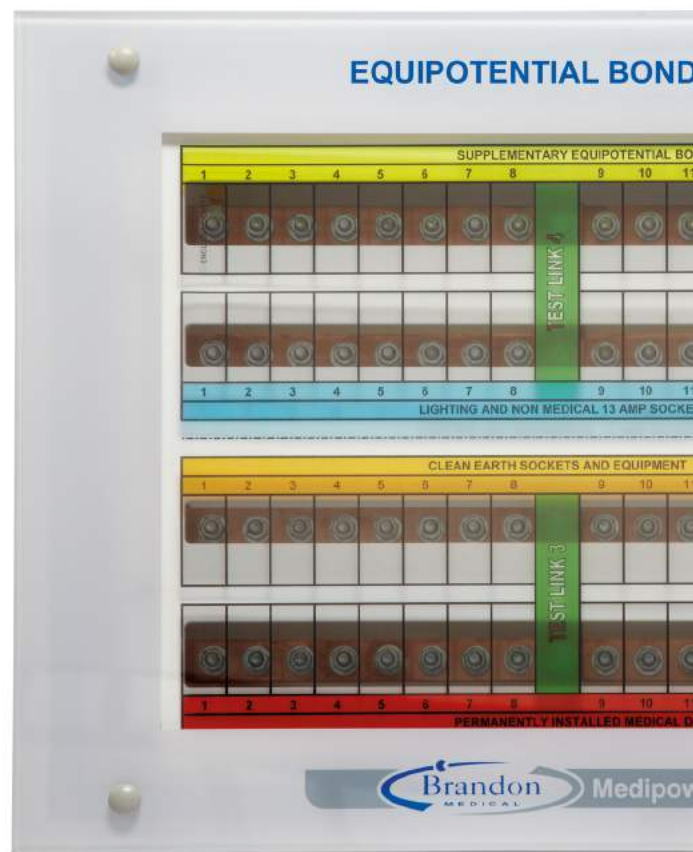 EQUIPOTENTIAL BOND
SUPPLEMENTARY EQUIPOTENTIAL BO
1 2 3 4 5 6 7 8 9 10 11
TEST LINK 4
1 2 3 4 5 6 7 8 9 10 11
LIGHTING AND NON MEDICAL 13 AMP SOCKE
CLEAN EARTH SOCKETS AND EQUIPMENT
1 2 3 4 5 6 7 8 9 10 11
TEST LINK 3
1 2 3 4 5 6 7 8 9 10 11
PERMANENTLY INSTALLED MEDICAL D
Brandon Medipow
MEDICAL